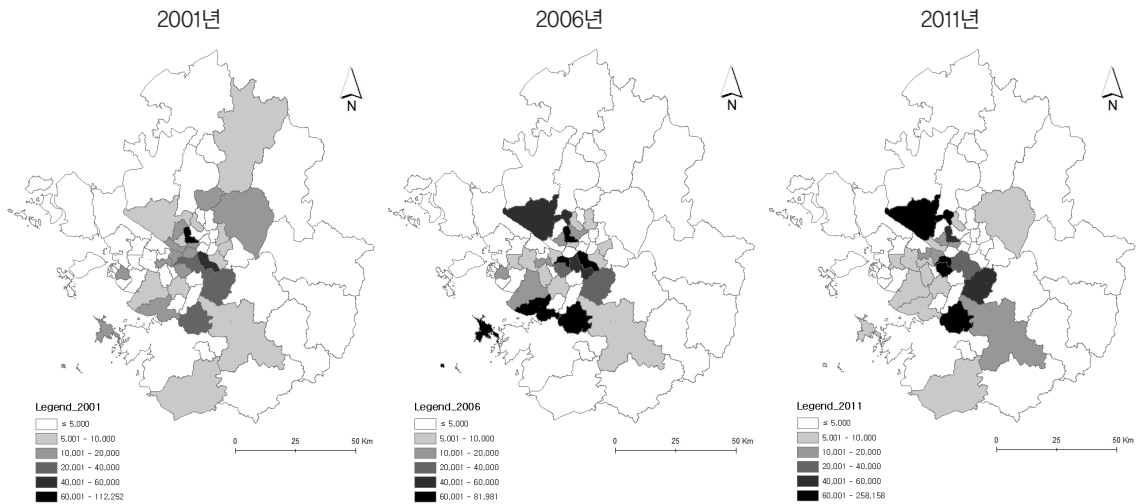 2001년
N
Legend_2001
≤ 5,000
5,001 - 10,000
10,001 - 20,000
20,001 - 40,000
40,001 - 60,000
60,001 - 112,252
0 25 50 Km
2006년
N
Legend_2006
≤ 5,000
5,001 - 10,000
10,001 - 20,000
20,001 - 40,000
40,001 - 60,000
60,001 - 81,981
0 25 50 Km
2011년
N
Legend_2011
≤ 5,000
5,001 - 10,000
10,001 - 20,000
20,001 - 40,000
40,001 - 60,000
60,001 - 258,158
0 25 50 Km